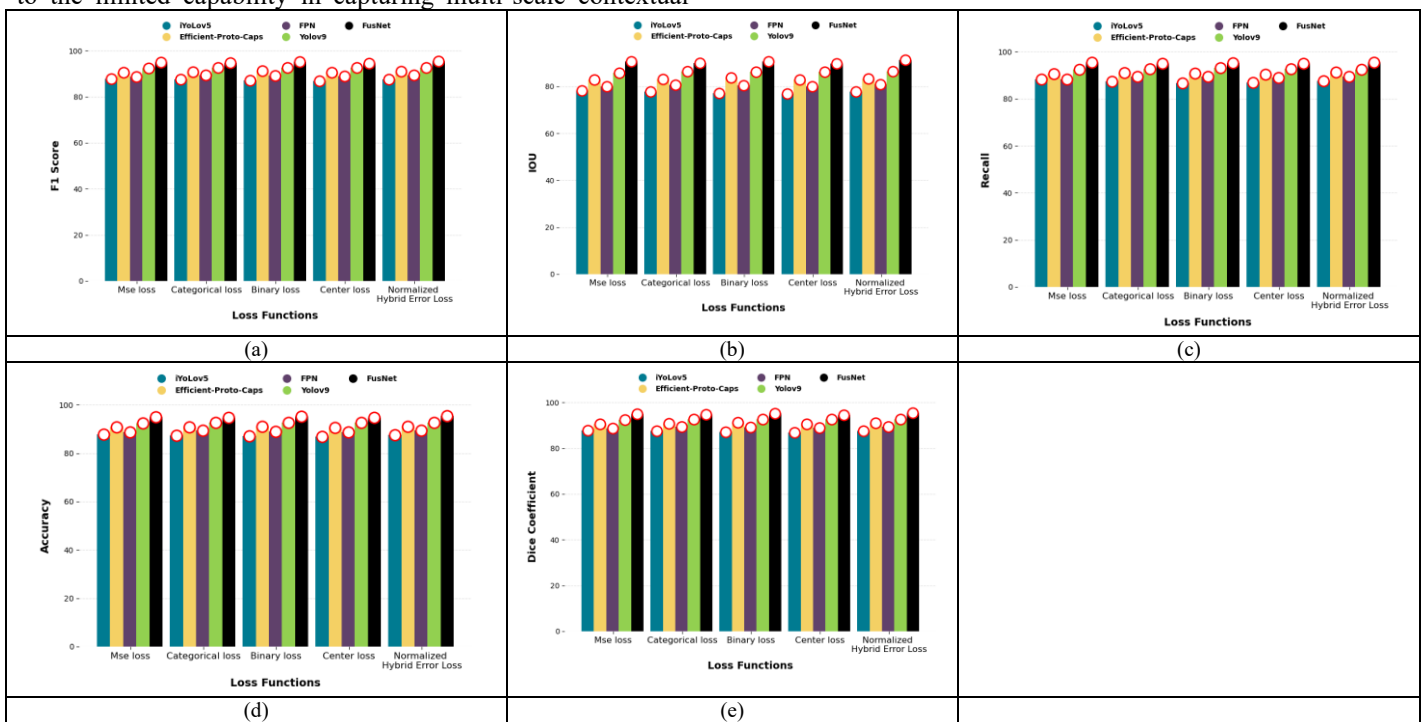 to the limited capability in capturing multi-scale contextual
iYoLov5 FPN FusNet
Efficient-Proto-Caps Yolov9
100
80
60
40
20
0
F1 Score
Mse loss Categorical loss Binary loss Center loss Normalized
Hybrid Error Loss
Loss Functions
iYoLov5 FPN FusNet
Efficient-Proto-Caps Yolov9
80
60
40
20
0
IOU
Mse loss Categorical loss Binary loss Center loss Normalized
Hybrid Error Loss
Loss Functions
iYoLov5 FPN FusNet
Efficient-Proto-Caps Yolov9
100
80
60
40
20
0
Recall
Mse loss Categorical loss Binary loss Center loss Normalized
Hybrid Error Loss
Loss Functions
(a) (b) (c)
iYoLov5 FPN FusNet
Efficient-Proto-Caps Yolov9
100
80
60
40
20
0
Accuracy
Mse loss Categorical loss Binary loss Center loss Normalized
Hybrid Error Loss
Loss Functions
iYoLov5 FPN FusNet
Efficient-Proto-Caps Yolov9
100
80
60
40
20
0
Dice Coefficient
Mse loss Categorical loss Binary loss Center loss Normalized
Hybrid Error Loss
Loss Functions
(d) (e)